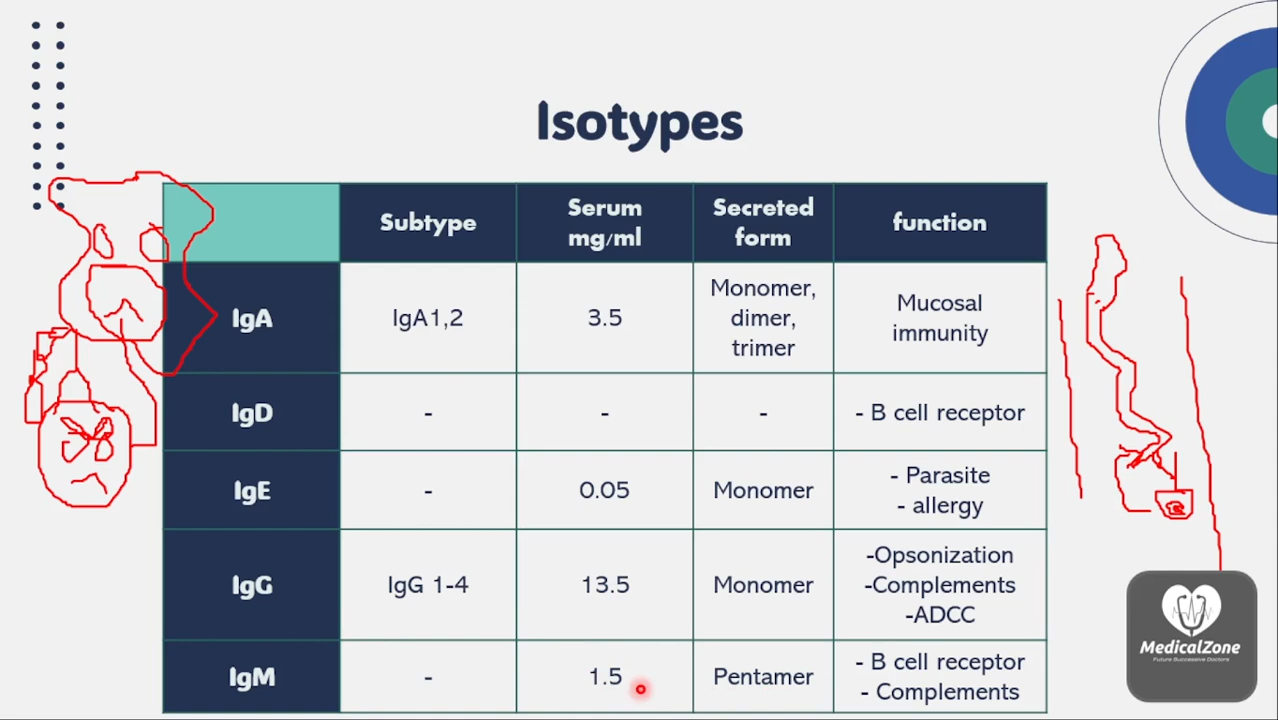 Isotypes
Subtype
Serum
mg/ml
Secreted
form
function
IgA
IgA1,2
3.5
Monomer,
dimer,
trimer
Mucosal
immunity
IgD
-
-
-
- B cell receptor
IgE
-
0.05
Monomer
- Parasite
- allergy
IgG
IgG 1-4
13.5
Monomer
-Opsonization
-Complements
-ADCC
IgM
-
1.5
Pentamer
- B cell receptor
- Complements
MedicalZone
Future Successive Doctors